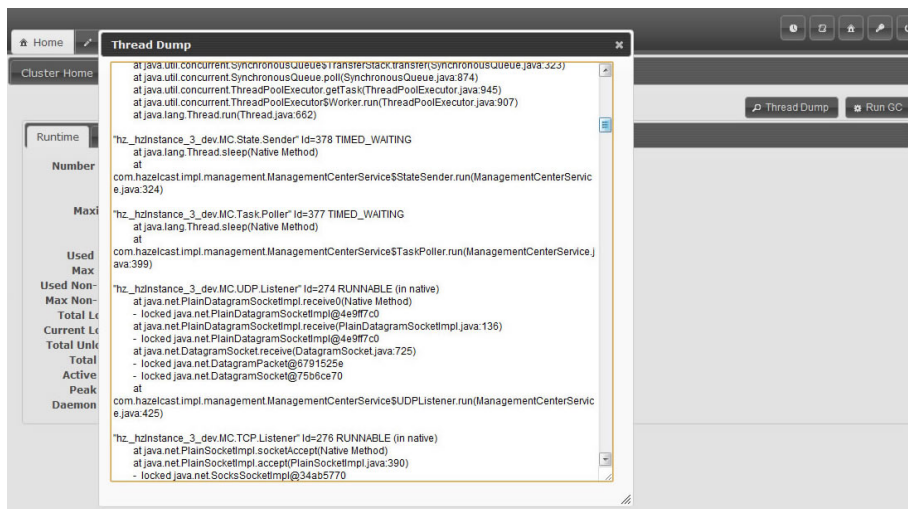 Home
Cluster Home
Thread Dump
Run GC
Runtime
Number
Maxi
Used
Max
Used Non-
Max Non-
Total Lo
Current Lo
Total Unlo
Total
Active
Peak
Daemon
Thread Dump
at java.util.concurrent.SynchronousQueue$TransferStack.transfer(SynchronousQueue.java:323)
at java.util.concurrent.SynchronousQueue.poll(SynchronousQueue.java:874)
at java.util.concurrent.ThreadPoolExecutor.getTask(ThreadPoolExecutor.java:945)
at java.util.concurrent.ThreadPoolExecutor$Worker.run(ThreadPoolExecutor.java:907)
at java.lang.Thread.run(Thread.java:662)
"hz._hzInstance_3_dev.MC.State.Sender" Id=378 TIMED_WAITING
at java.lang.Thread.sleep(Native Method)
at
com.hazelcast.impl.management.ManagementCenterService$StateSender.run(ManagementCenterServic
e.java:324)
"hz._hzInstance_3_dev.MC.Task.Poller" Id=377 TIMED_WAITING
at java.lang.Thread.sleep(Native Method)
at
com.hazelcast.impl.management.ManagementCenterService$TaskPoller.run(ManagementCenterService.j
ava:399)
"hz._hzInstance_3_dev.MC.UDP.Listener" Id=274 RUNNABLE (in native)
at java.net.PlainDatagramSocketImpl.receive0(Native Method)
- locked java.net.PlainDatagramSocketImpl@4e9ff7c0
at java.net.PlainDatagramSocketImpl.receive(PlainDatagramSocketImpl.java:136)
- locked java.net.PlainDatagramSocketImpl@4e9ff7c0
at java.net.DatagramSocket.receive(DatagramSocket.java:725)
- locked java.net.DatagramPacket@6791525e
- locked java.net.DatagramSocket@75b6ce70
at
com.hazelcast.impl.management.ManagementCenterService$UDPListener.run(ManagementCenterServic
e.java:425)
"hz._hzInstance_3_dev.MC.TCP.Listener" Id=276 RUNNABLE (in native)
at java.net.PlainSocketImpl.socketAccept(Native Method)
at java.net.PlainSocketImpl.accept(PlainSocketImpl.java:390)
- locked java.net.SocksSocketImpl@34ab5770